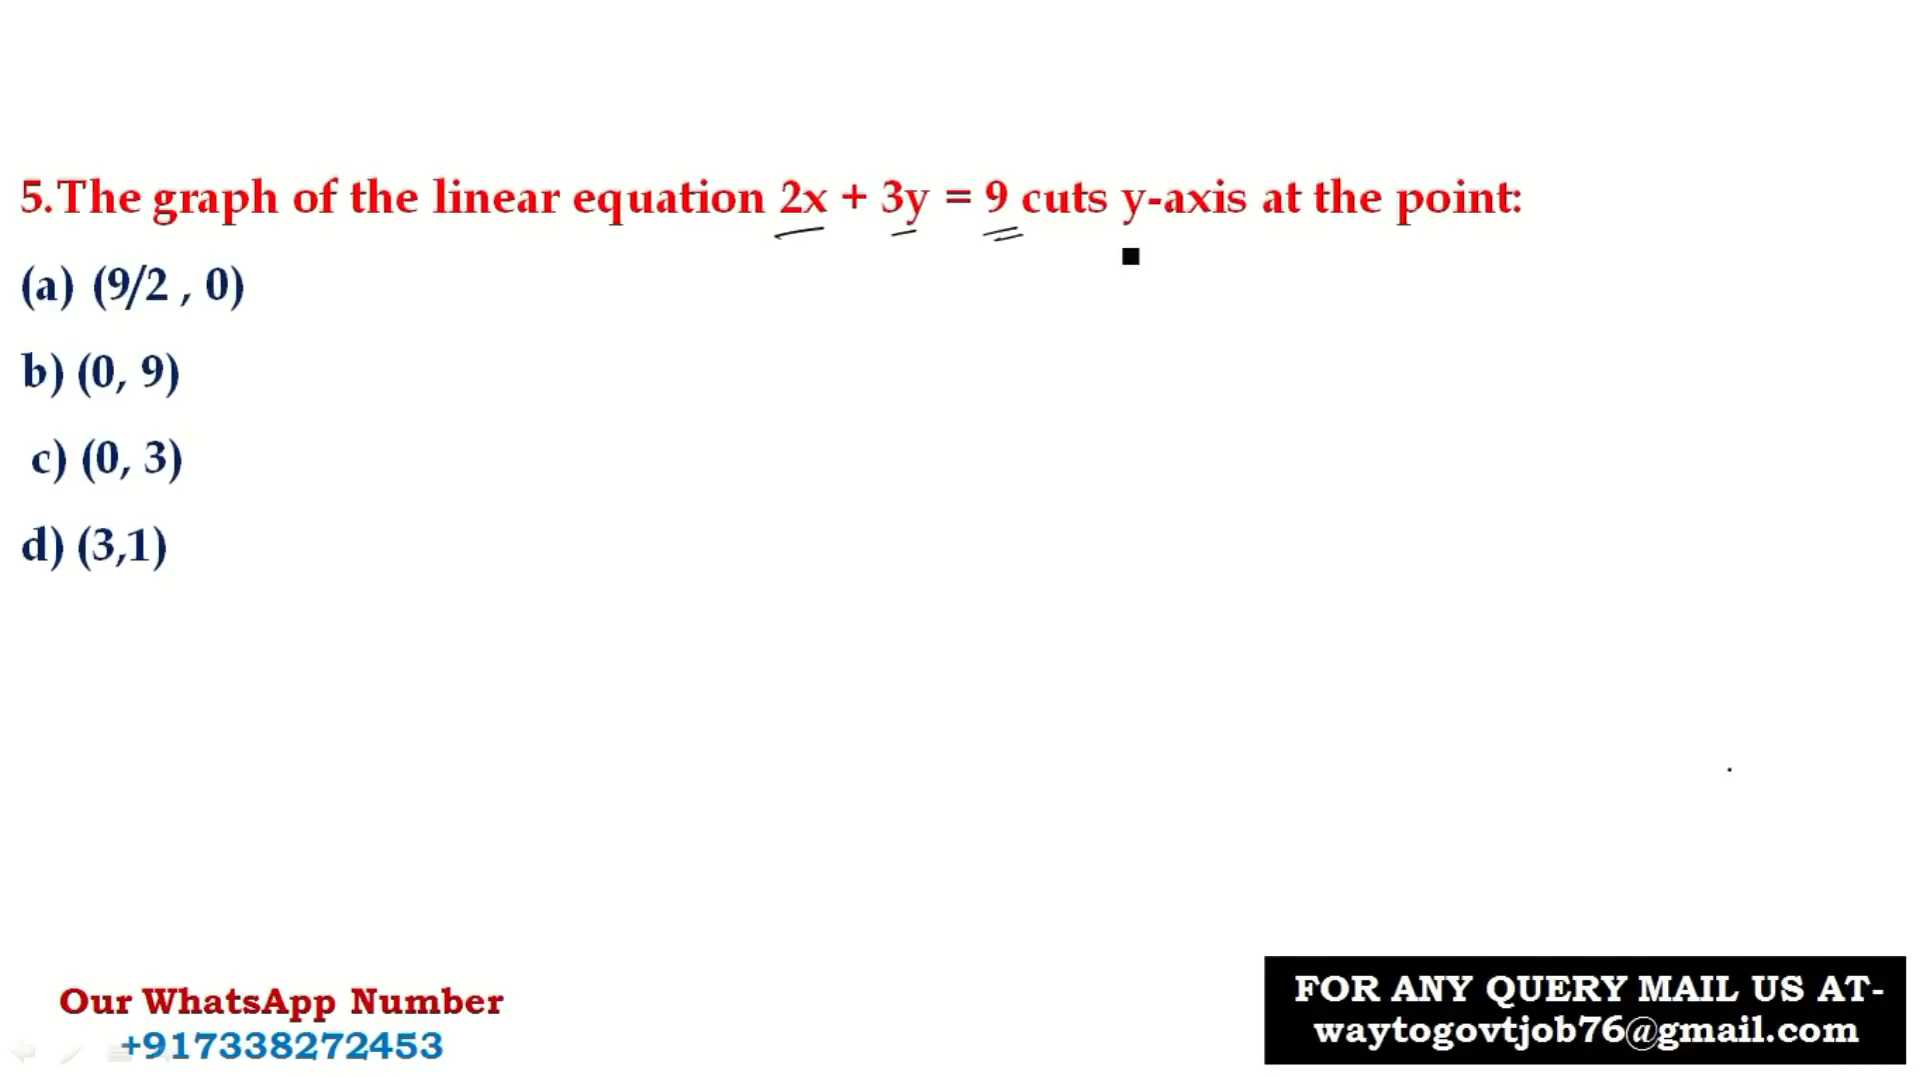 5.The graph of the linear equation 2x + 3y = 9 cuts y-axis at the point:
(a) (9/2 , 0)
b) (0, 9)
c) (0, 3)
d) (3,1)
Our WhatsApp Number
+917338272453
FOR ANY QUERY MAIL US AT-
waytogovtjob76@gmail.com